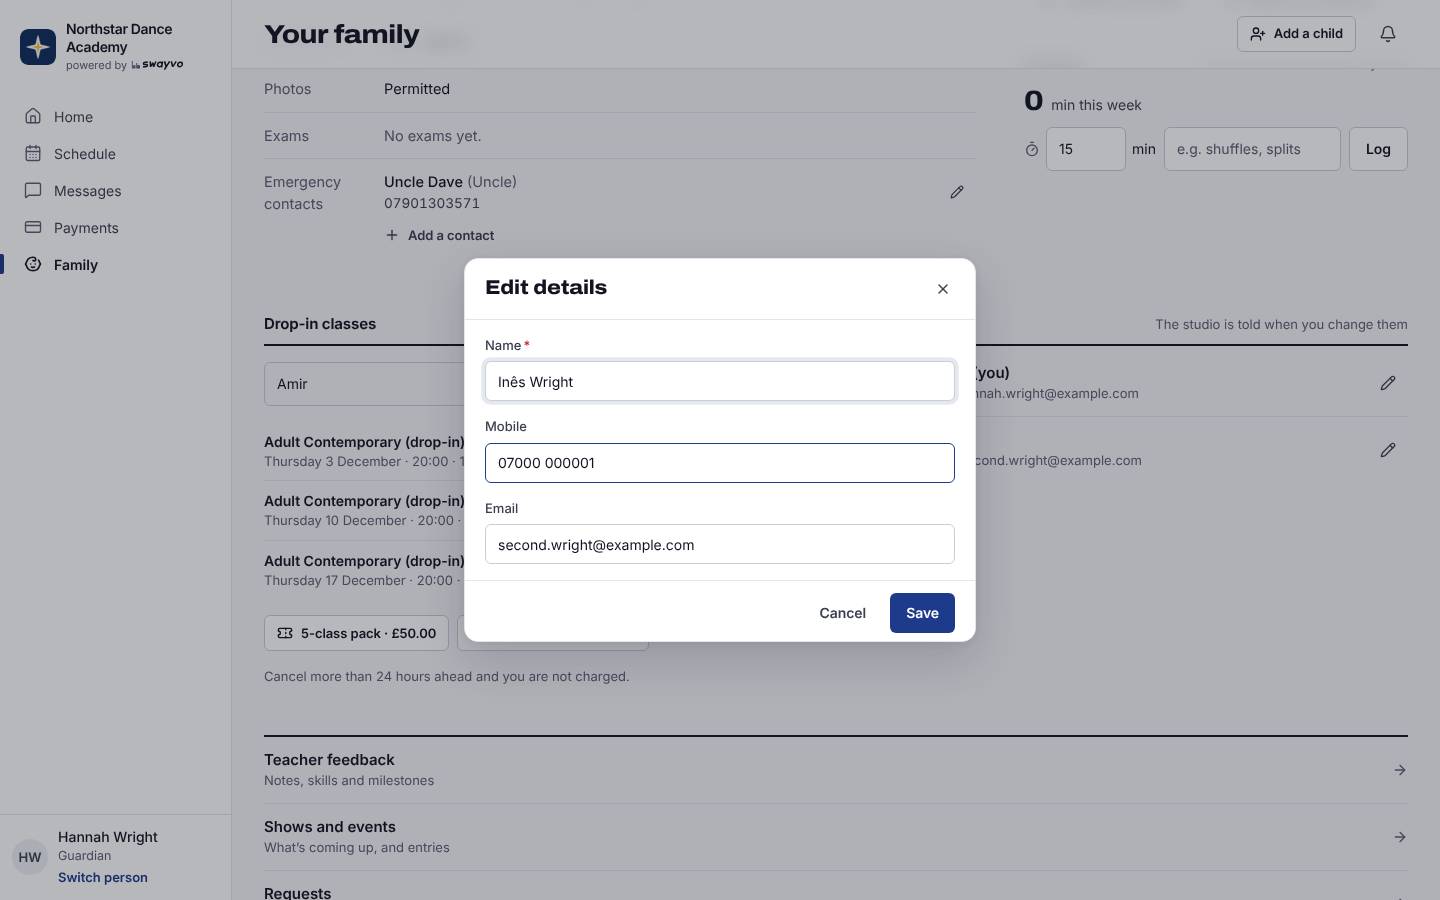 Northstar Dance
Academy
powered by swayvo
Home
Schedule
Messages
Payments
Family
Hannah Wright
HW
Guardian
Switch person
Your family
Add a child
Photos
Permitted
Exams
No exams yet.
Emergency
contacts
Uncle Dave (Uncle)
07901303571
Add a contact
0 min this week
15
min
e.g. shuffles, splits
Log
Drop-in classes
Amir
Adult Contemporary (drop-in)
Thursday 3 December · 20:00 ·
Adult Contemporary (drop-in)
Thursday 10 December · 20:00 ·
Adult Contemporary (drop-in)
Thursday 17 December · 20:00 ·
5-class pack · £50.00
Cancel more than 24 hours ahead and you are not charged.
The studio is told when you change them
(you)
nnah.wright@example.com
cond.wright@example.com
Edit details
Name *
Inês Wright
Mobile
07000 000001
Email
second.wright@example.com
Cancel
Save
Teacher feedback
Notes, skills and milestones
Shows and events
What's coming up, and entries
Requests